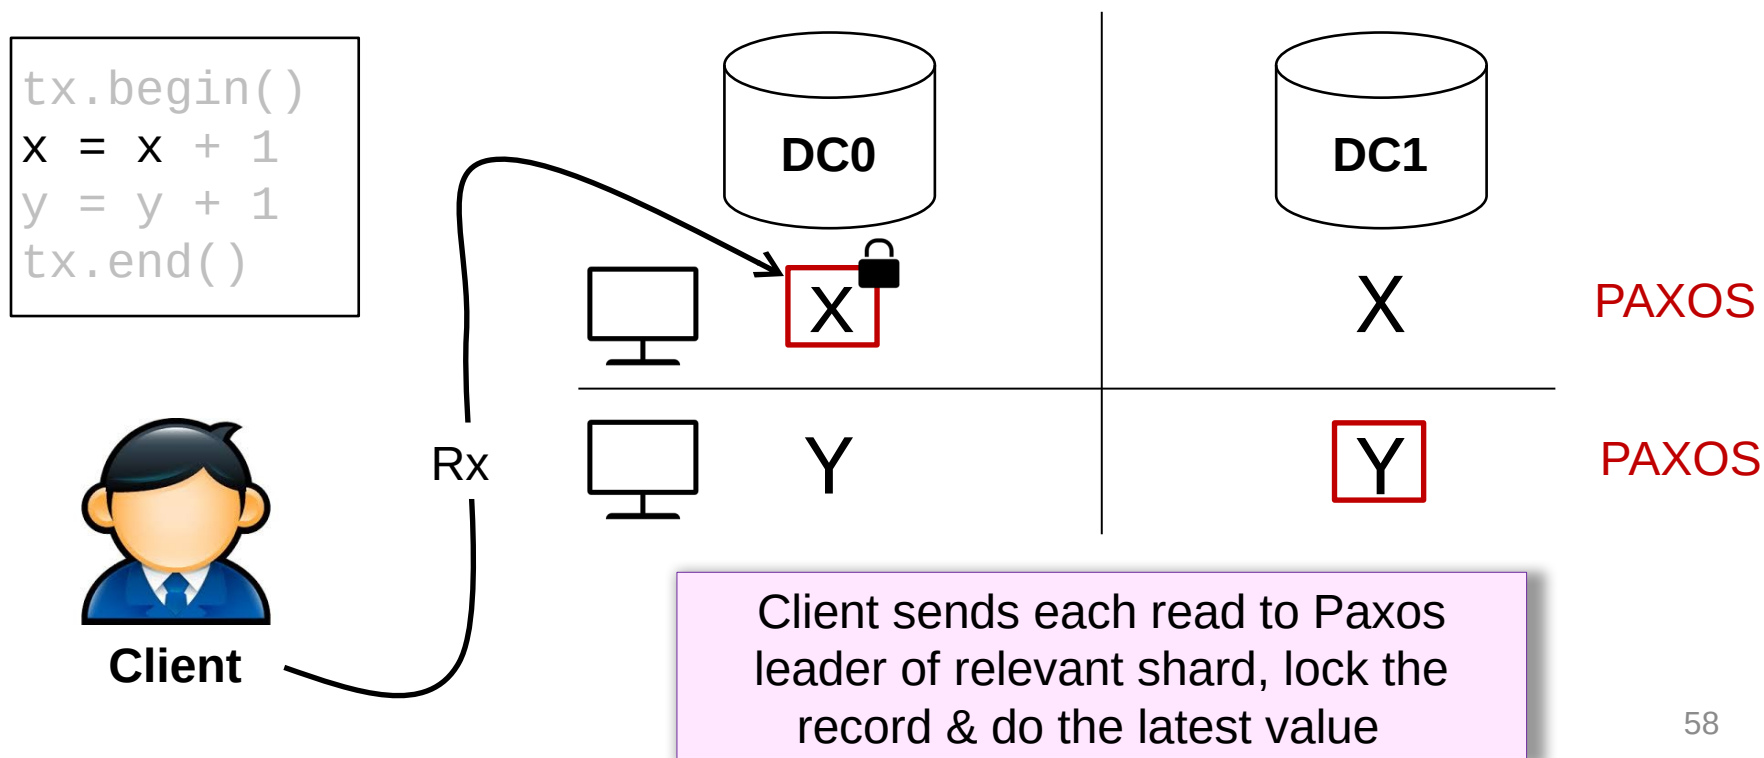 tx.begin()
x = x + 1
y = y + 1
tx.end()
DC0
DC1
X
X
PAXOS
Rx
Y
Y
PAXOS
Client
Client sends each read to Paxos
leader of relevant shard, lock the
record & do the latest value
58